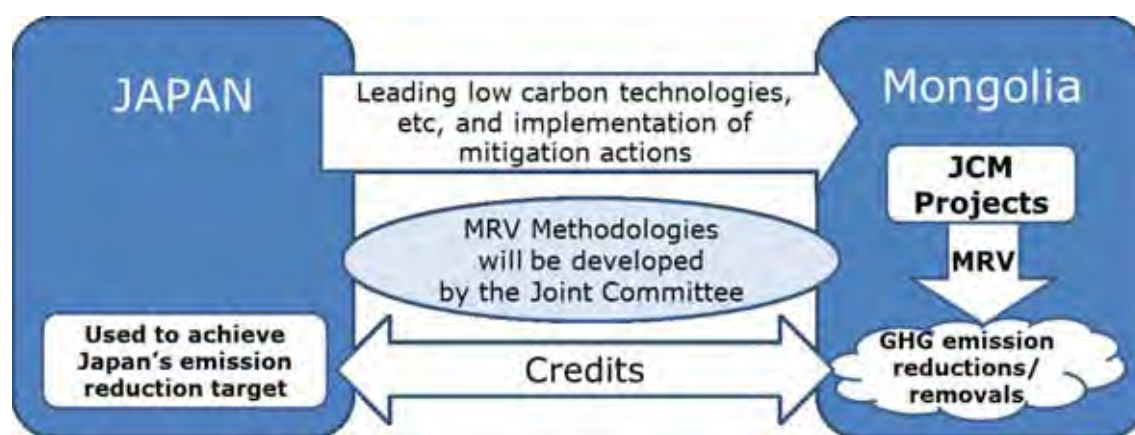 JAPAN
Leading low carbon technologies,
etc, and implementation of
mitigation actions
Mongolia
JCM
Projects
MRV
MRV Methodologies
will be developed
by the Joint Committee
Used to achieve
Japan's emission
reduction target
Credits
GHG emission
reductions/
removals